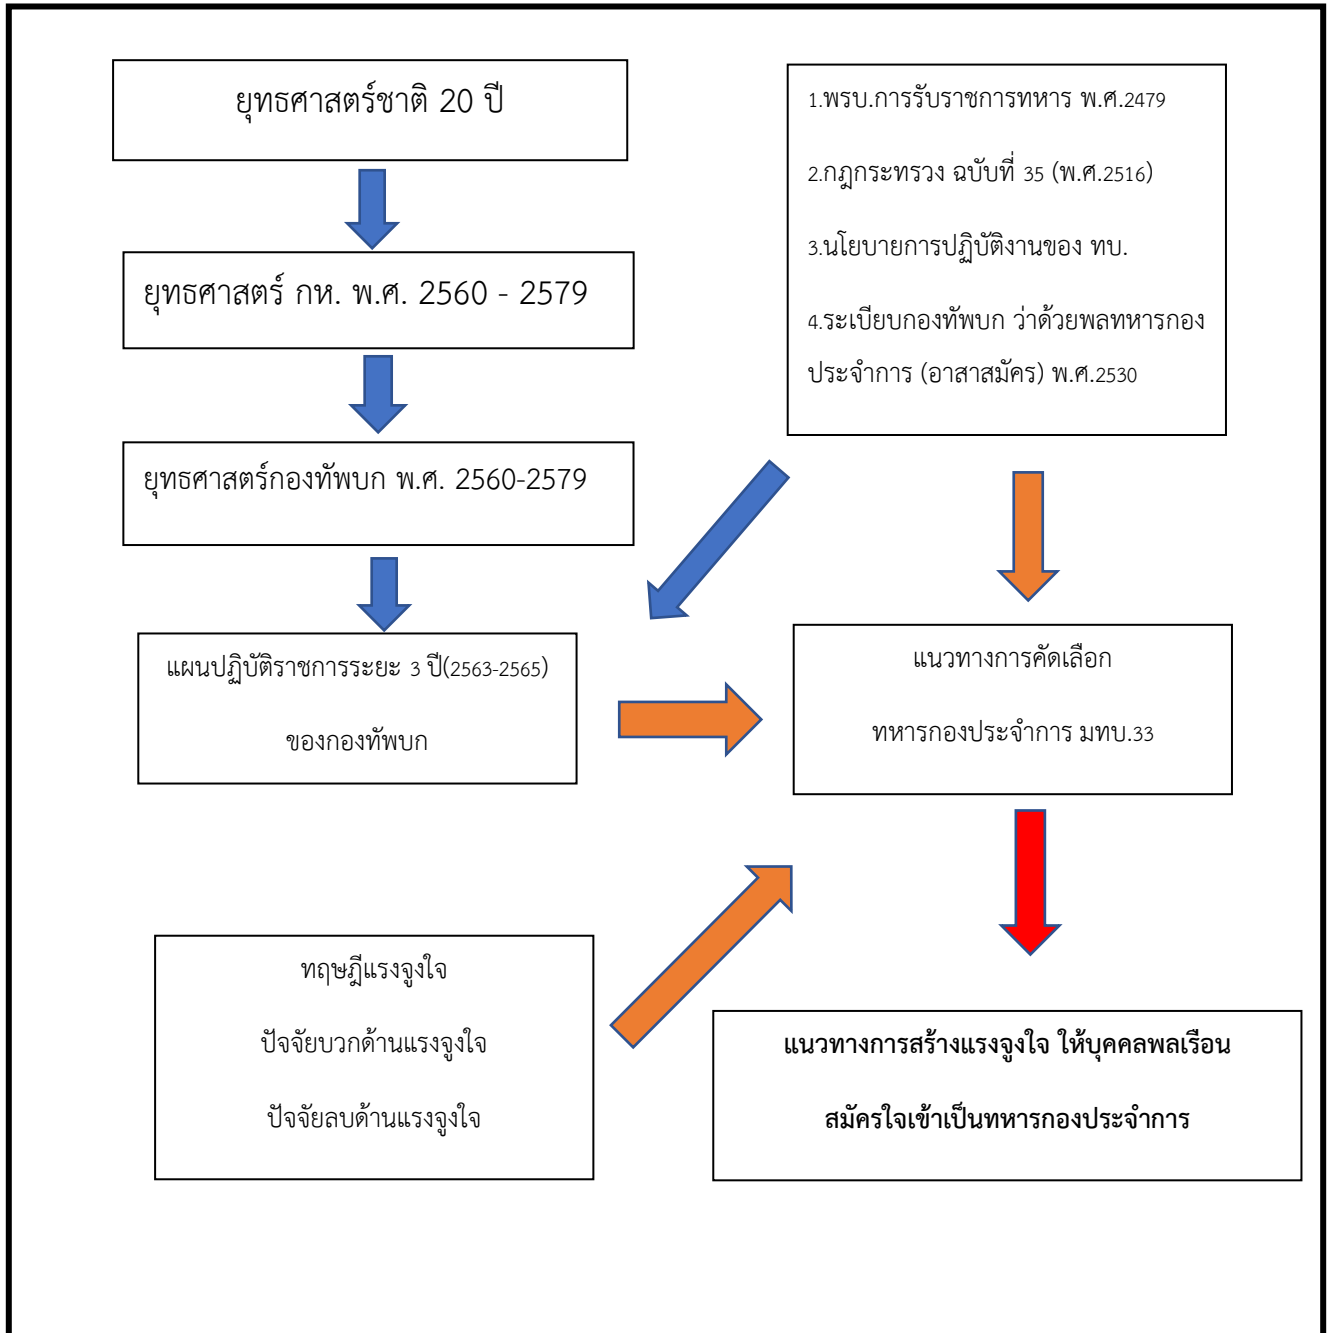 ยุทธศาสตร์ชาติ 20 ปี
ยุทธศาสตร์ กห. พ.ศ. 2560 - 2579
ยุทธศาสตร์กองทัพบก พ.ศ. 2560-2579
แผนปฏิบัติราชการระยะ 3 ปี(2563-2565)
ของกองทัพบก
1.พรบ.การรับราชการทหาร พ.ศ.2479
2.กฎกระทรวง ฉบับที่ 35 (พ.ศ.2516)
3.นโยบายการปฏิบัติงานของ ทบ.
4.ระเบียบกองทัพบก ว่าด้วยพลทหารกอง
ประจำการ (อาสาสมัคร) พ.ศ.2530
แนวทางการคัดเลือก
ทหารกองประจำการ มทบ.33
ทฤษฎีแรงจูงใจ
ปัจจัยบวกด้านแรงจูงใจ
ปัจจัยลบด้านแรงจูงใจ
แนวทางการสร้างแรงจูงใจ ให้บุคคลพลเรือน
สมัครใจเข้าเป็นทหารกองประจำการ